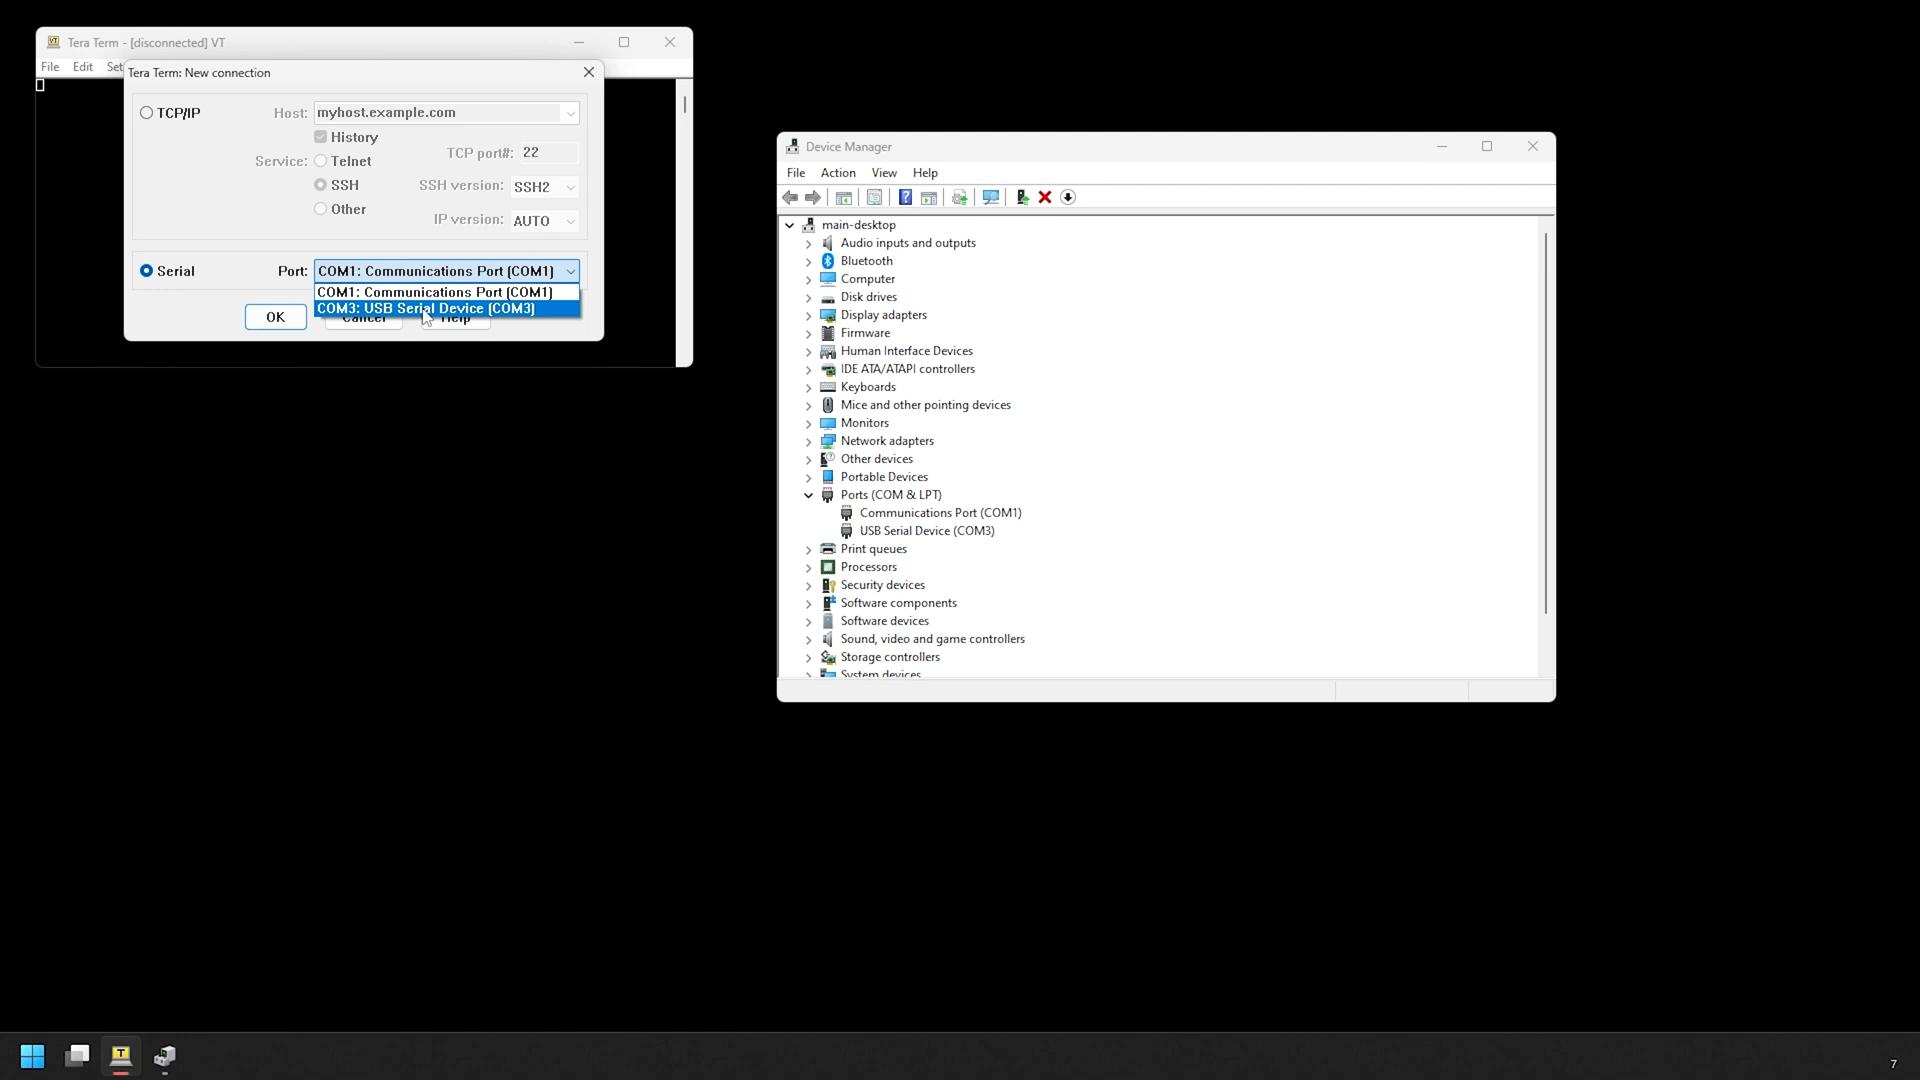 Tera Term - [disconnected] VT
File Edit Set
Tera Term: New connection
TCP/IP
Host: myhost.example.com
History
Service: Telnet
TCP port#: 22
SSH
SSH version: SSH2
Other
IP version: AUTO
Serial
Port: COM1: Communications Port (COM1)
COM1: Communications Port (COM1)
COM3: USB Serial Device (COM3)
OK
Cancel
Help
Device Manager
File Action View Help
main-desktop
Audio inputs and outputs
Bluetooth
Computer
Disk drives
Display adapters
Firmware
Human Interface Devices
IDE ATA/ATAPI controllers
Keyboards
Mice and other pointing devices
Monitors
Network adapters
Other devices
Portable Devices
Ports (COM & LPT)
Communications Port (COM1)
USB Serial Device (COM3)
Print queues
Processors
Security devices
Software components
Software devices
Sound, video and game controllers
Storage controllers
System devices
7